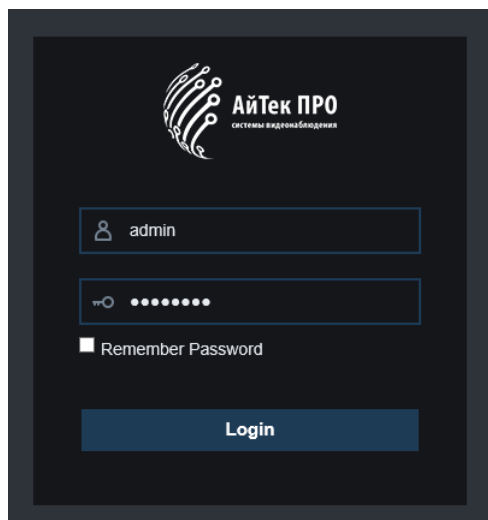 АйТек ПРО
системы видеонаблюдения
admin
●●●●●●●●
Remember Password
Login